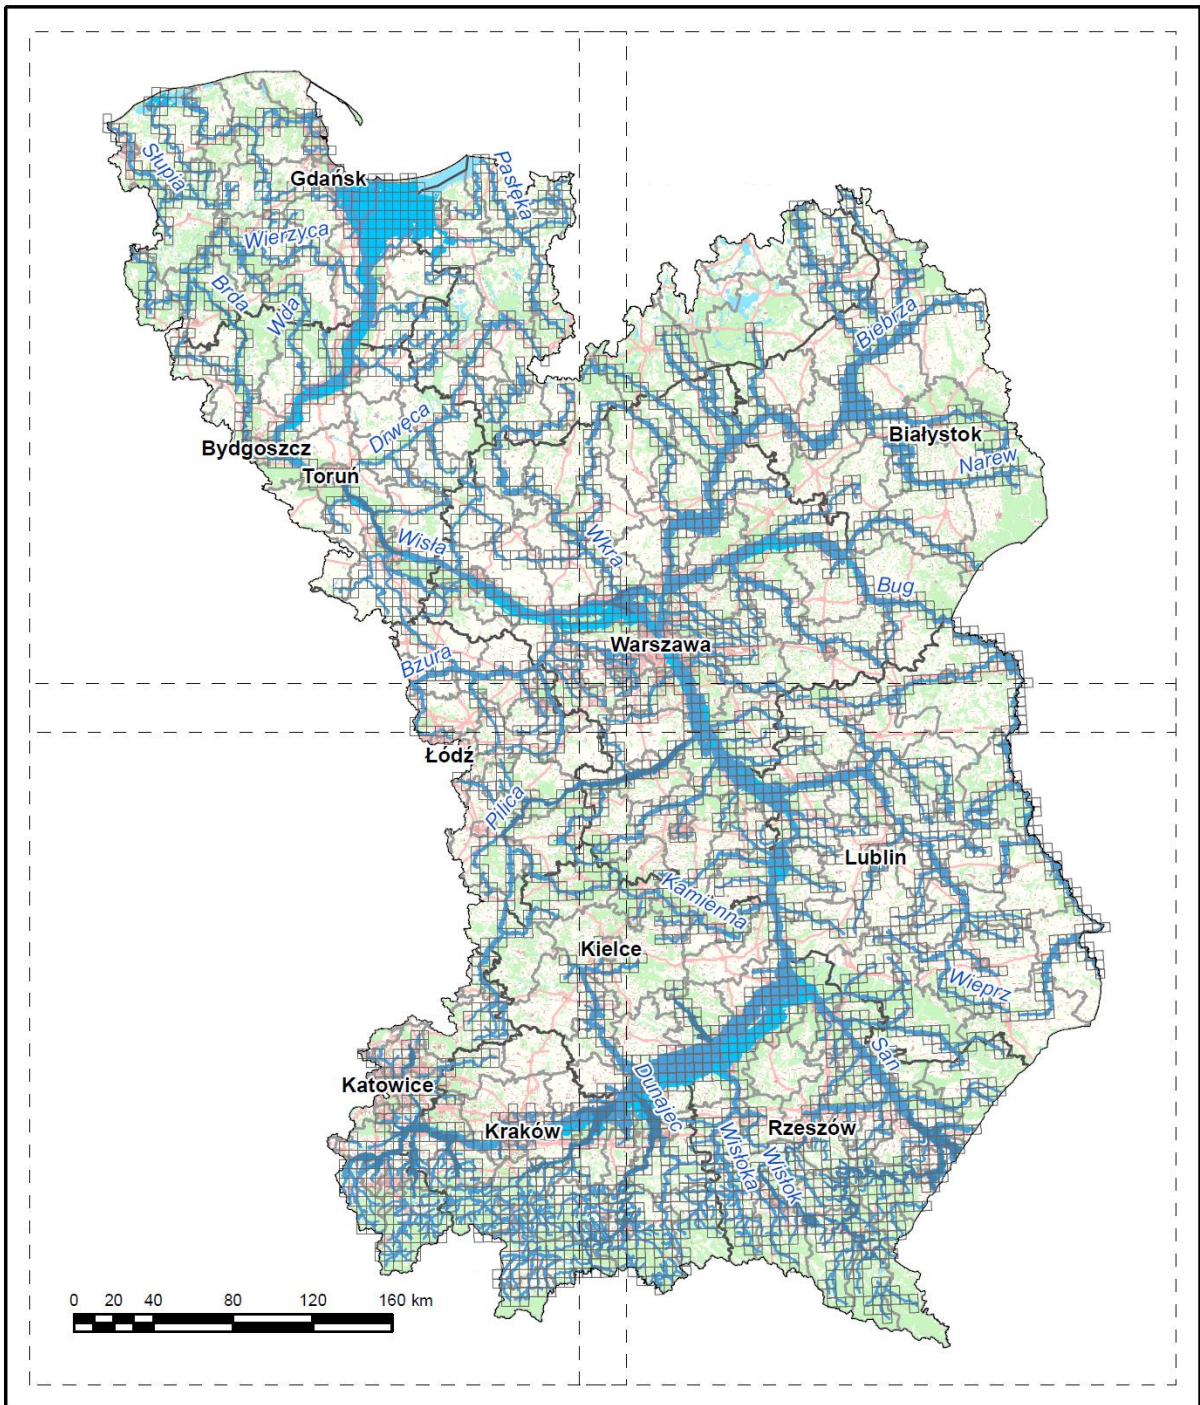 Słupia
Gdańsk
Pasłęka
Wierzyca
Brda
Wda
Biebrza
Drwęca
Bydgoszcz
Białystok
Toruń
Narew
Wisła
Wkra
Bug
Warszawa
Bzura
Łódź
Pilica
Lublin
Kamienna
Kielce
Wieprz
San
Katowice
Dunajec
Kraków
Rzeszów
Wisłoka
Wisłok
0 20 40 80 120 160 km